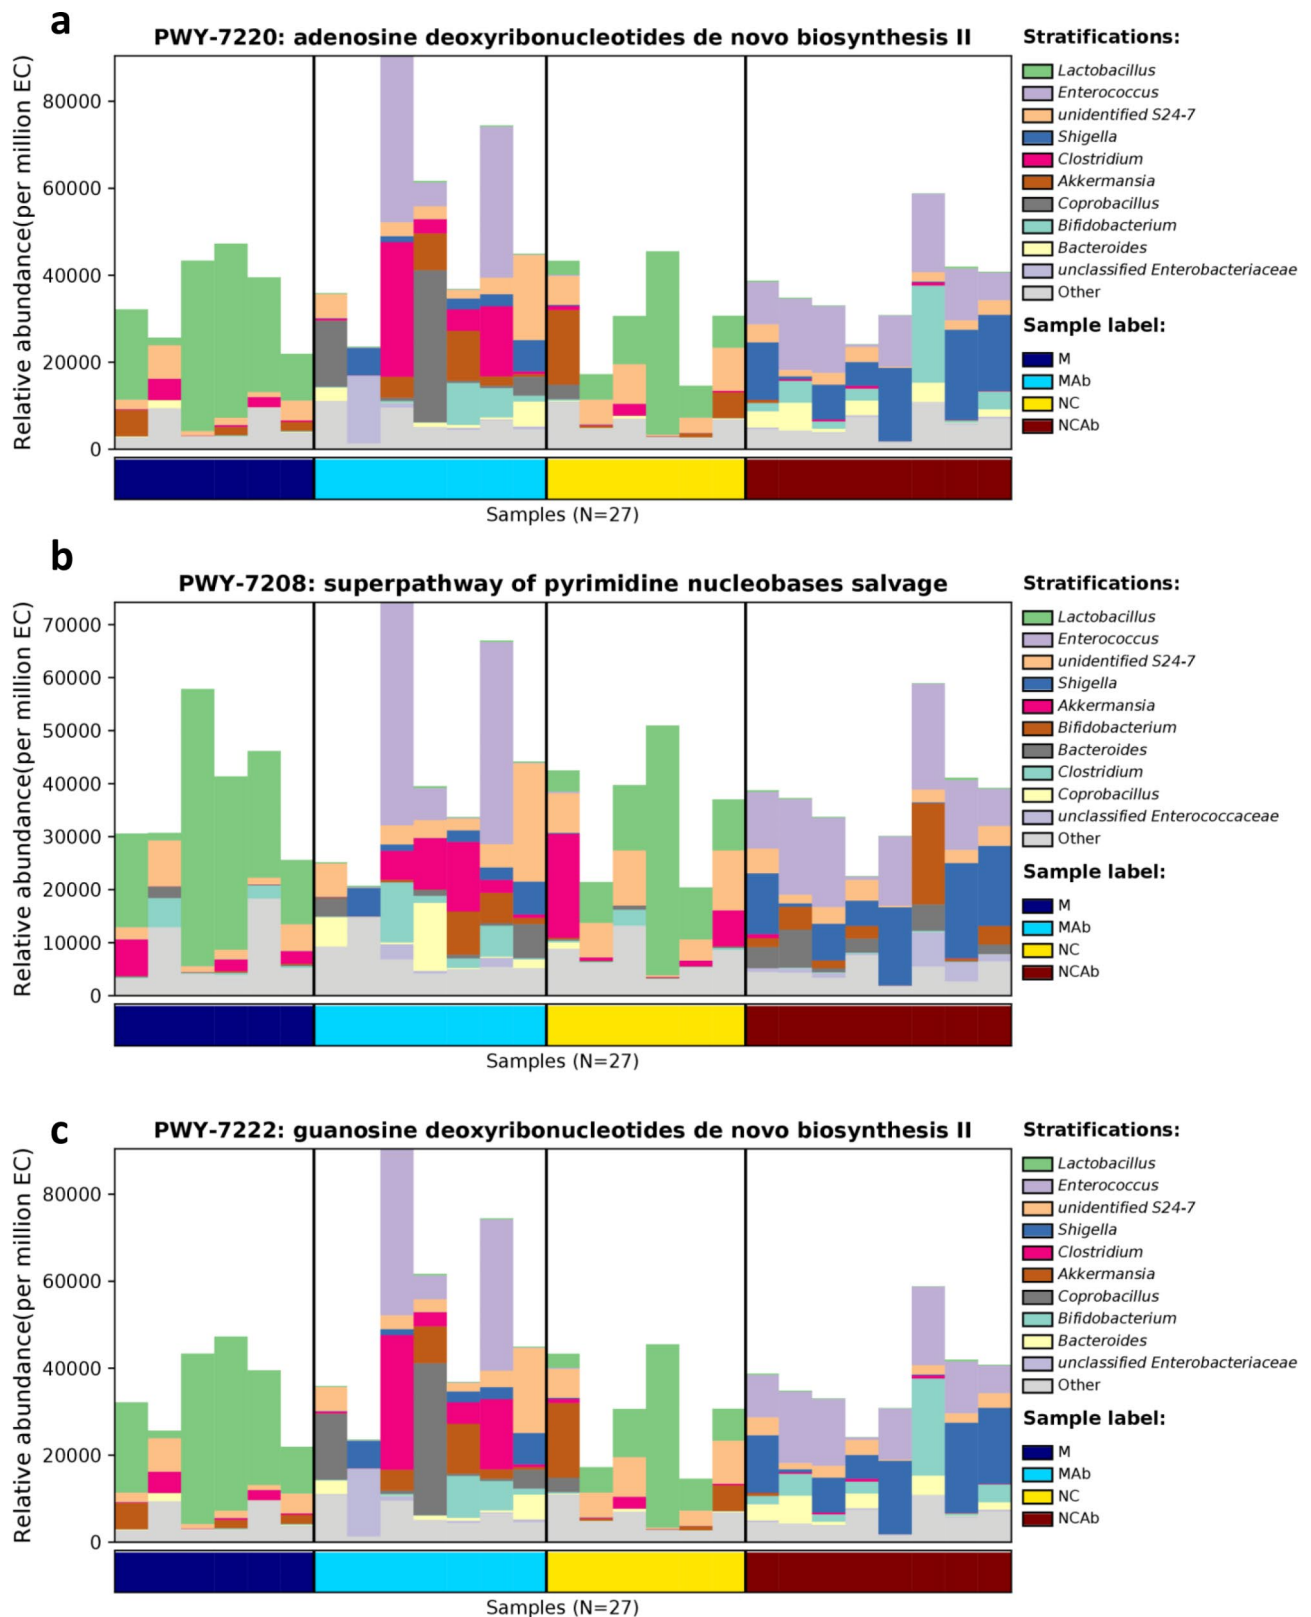 a
PWY-7220: adenosine deoxyribonucleotides de novo biosynthesis II
Relative abundance(per million EC)
80000
60000
40000
20000
0
Samples (N=27)
Stratifications:
Lactobacillus
Enterococcus
unidentified S24-7
Shigella
Clostridium
Akkermansia
Coprobacillus
Bifidobacterium
Bacteroides
unclassified Enterobacteriaceae
Other
Sample label:
M
MAb
NC
NCAb
b
PWY-7208: superpathway of pyrimidine nucleobases salvage
Relative abundance(per million EC)
70000
60000
50000
40000
30000
20000
10000
0
Samples (N=27)
Stratifications:
Lactobacillus
Enterococcus
unidentified S24-7
Shigella
Akkermansia
Bifidobacterium
Bacteroides
Clostridium
Coprobacillus
unclassified Enterococcaceae
Other
Sample label:
M
MAb
NC
NCAb
c
PWY-7222: guanosine deoxyribonucleotides de novo biosynthesis II
Relative abundance(per million EC)
80000
60000
40000
20000
0
Samples (N=27)
Stratifications:
Lactobacillus
Enterococcus
unidentified S24-7
Shigella
Clostridium
Akkermansia
Coprobacillus
Bifidobacterium
Bacteroides
unclassified Enterobacteriaceae
Other
Sample label:
M
MAb
NC
NCAb